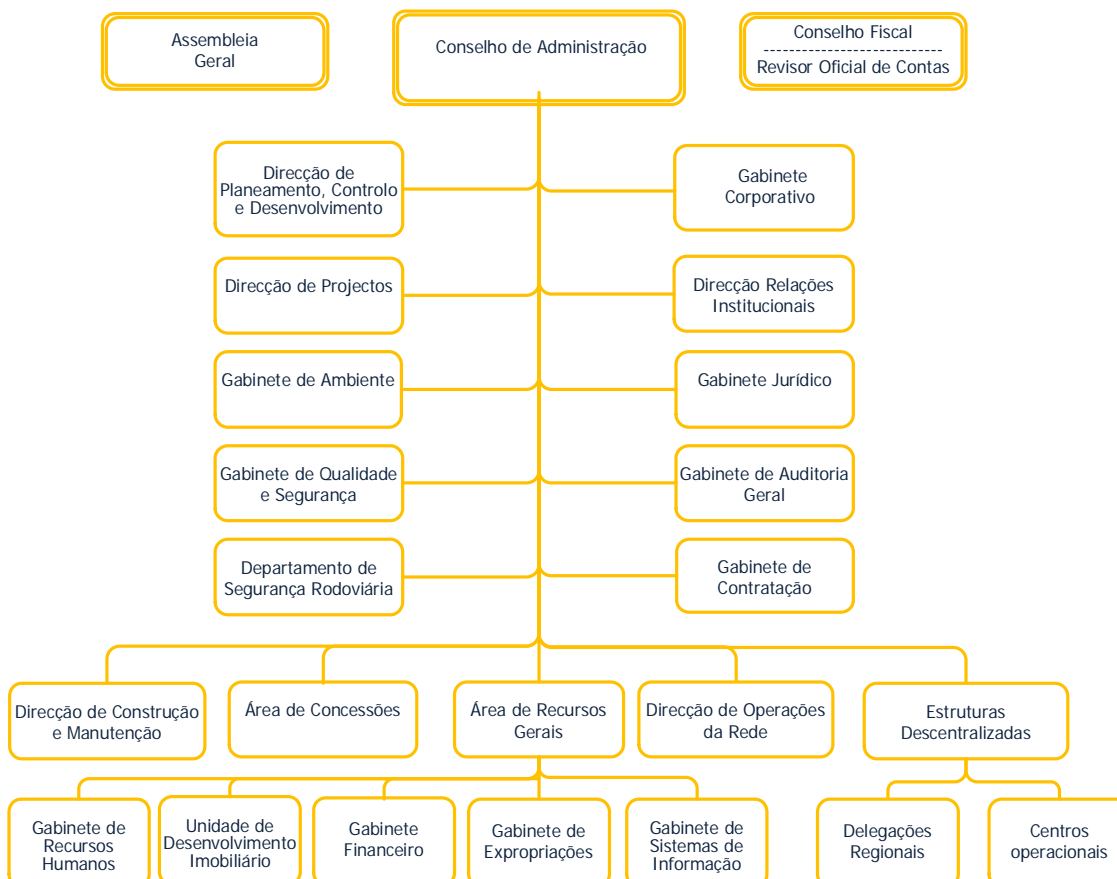 Assembleia
Geral
Conselho de Administração
Conselho Fiscal
----------------------------
Revisor Oficial de Contas
Direcção de
Planeamento, Controlo
e Desenvolvimento
Gabinete
Corporativo
Direcção de Projectos
Direcção Relações
Institucionais
Gabinete de Ambiente
Gabinete Jurídico
Gabinete de Qualidade
e Segurança
Gabinete de Auditoria
Geral
Departamento de
Segurança Rodoviária
Gabinete de
Contratação
Direcção de Construção
e Manutenção
Área de Concessões
Área de Recursos
Gerais
Direcção de Operações
da Rede
Estruturas
Descentralizadas
Gabinete de
Recursos
Humanos
Unidade de
Desenvolvimento
Imobiliário
Gabinete
Financeiro
Gabinete de
Expropriações
Gabinete de
Sistemas de
Informação
Delegações
Regionais
Centros
operacionais